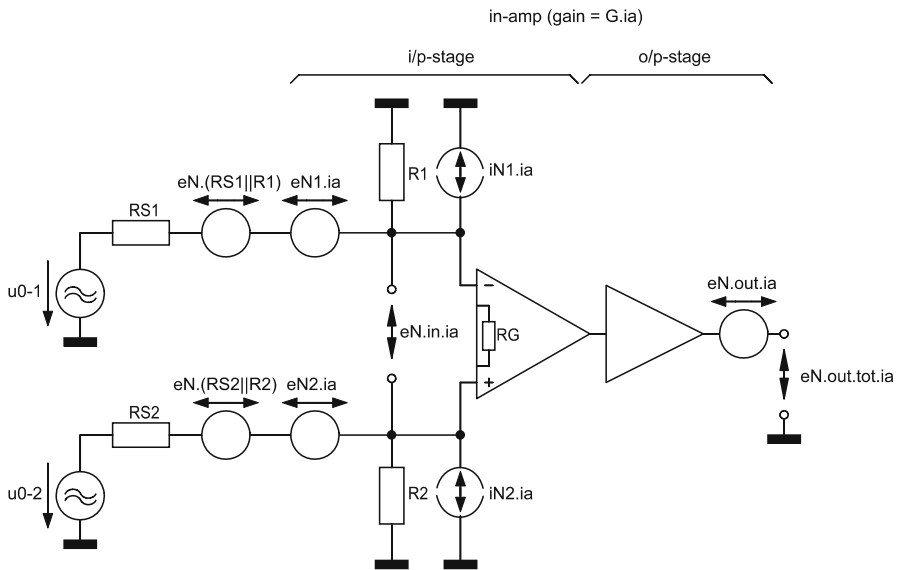 in-amp (gain = G.ia)
i/p-stage
o/p-stage
R1
iN1.ia
eN.(RS1||R1)
eN1.ia
RS1
u0-1
−
eN.in.ia
RG
+
eN.out.ia
eN.out.tot.ia
eN.(RS2||R2)
eN2.ia
RS2
u0-2
R2
iN2.ia